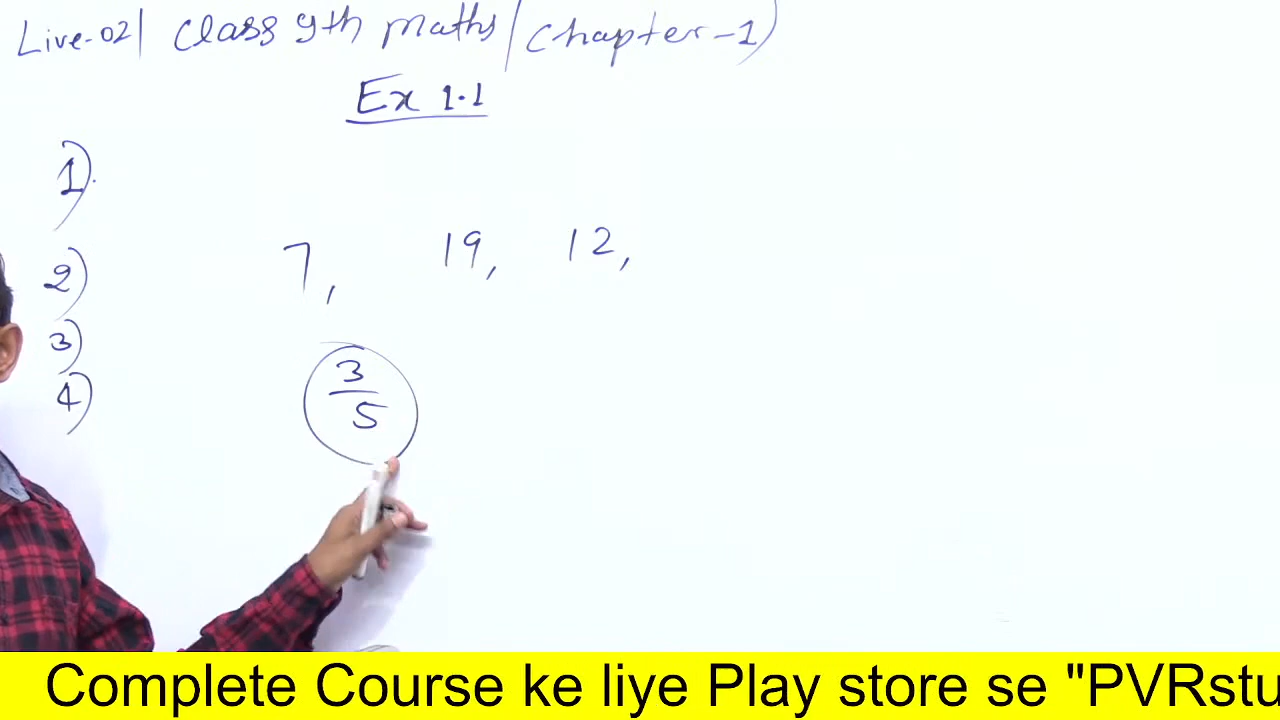 Live-02| Class 9th maths/(Chapter-1)
Ex 1.1
1).
2) 7, 19, 12,
3)
3/5
4)
Complete Course ke liye Play store se "PVRstu